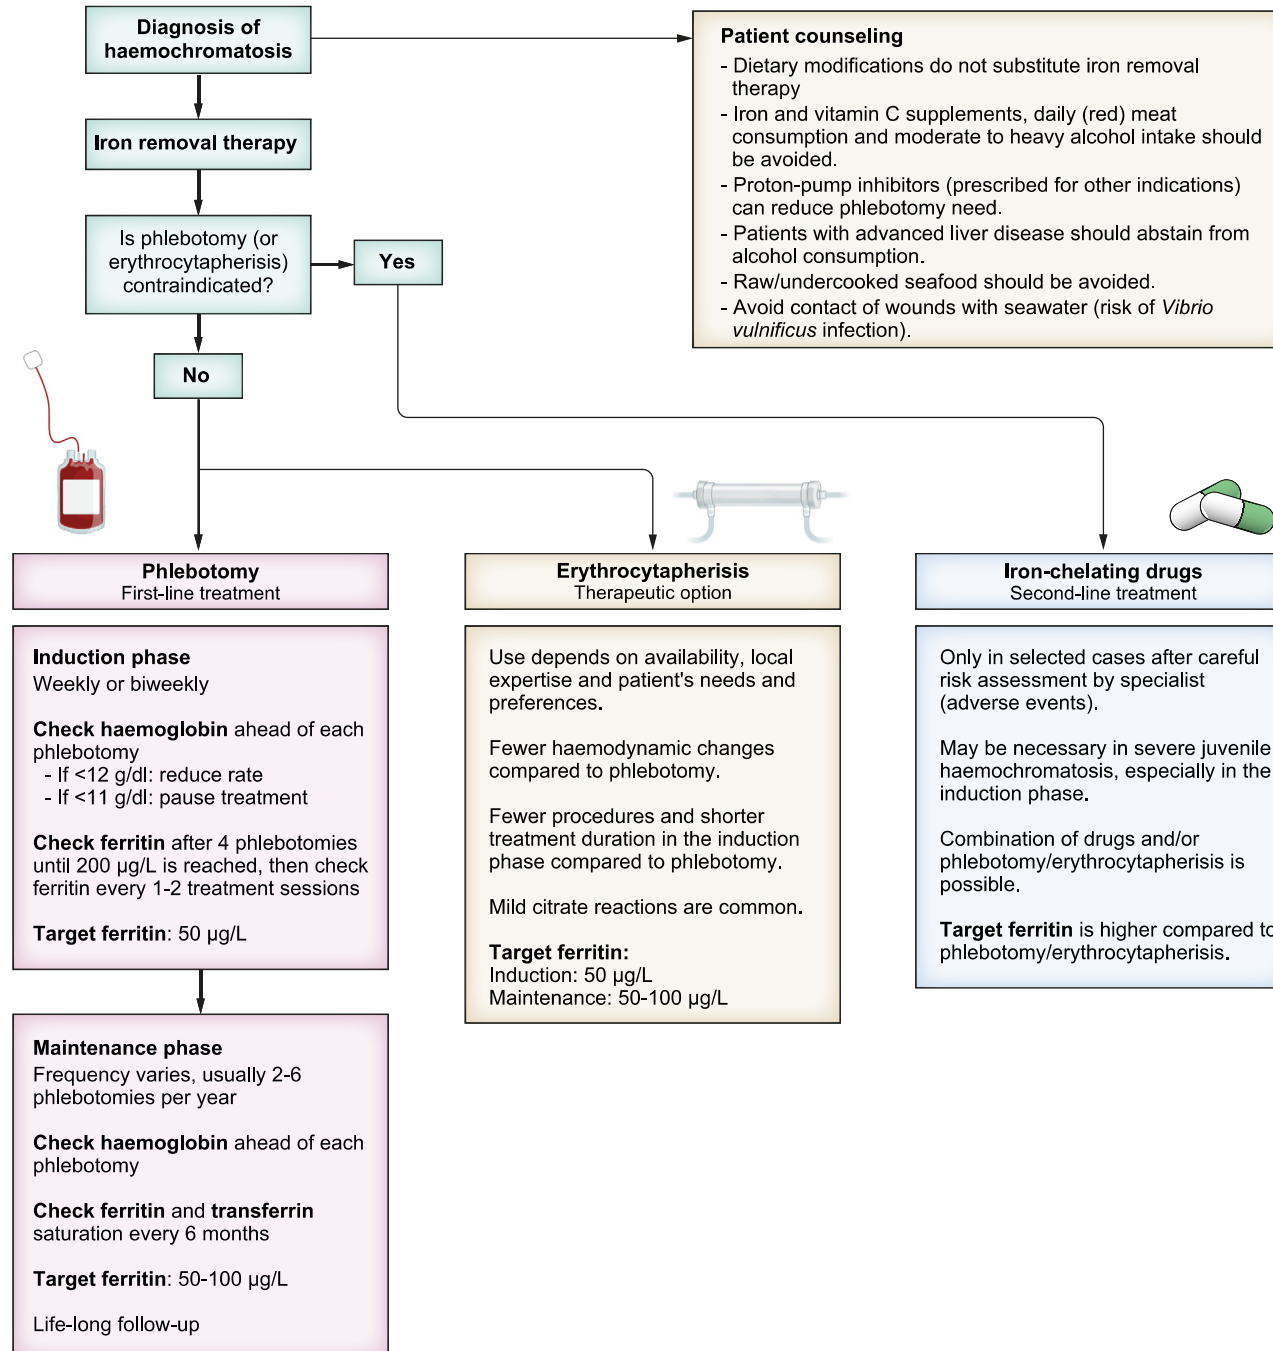 Diagnosis of
haemochromatosis
Iron removal therapy
Is phlebotomy (or
erythrocytapherisis)
contraindicated?
Yes
No
Patient counseling
- Dietary modifications do not substitute iron removal
therapy
- Iron and vitamin C supplements, daily (red) meat
consumption and moderate to heavy alcohol intake should
be avoided.
- Proton-pump inhibitors (prescribed for other indications)
can reduce phlebotomy need.
- Patients with advanced liver disease should abstain from
alcohol consumption.
- Raw/undercooked seafood should be avoided.
- Avoid contact of wounds with seawater (risk of Vibrio
vulnificus infection).
Phlebotomy
First-line treatment
Induction phase
Weekly or biweekly
Check haemoglobin ahead of each
phlebotomy
- If <12 g/dl: reduce rate
- If <11 g/dl: pause treatment
Check ferritin after 4 phlebotomies
until 200 µg/L is reached, then check
ferritin every 1-2 treatment sessions
Target ferritin: 50 µg/L
Maintenance phase
Frequency varies, usually 2-6
phlebotomies per year
Check haemoglobin ahead of each
phlebotomy
Check ferritin and transferrin
saturation every 6 months
Target ferritin: 50-100 µg/L
Life-long follow-up
Erythrocytapherisis
Therapeutic option
Use depends on availability, local
expertise and patient's needs and
preferences.
Fewer haemodynamic changes
compared to phlebotomy.
Fewer procedures and shorter
treatment duration in the induction
phase compared to phlebotomy.
Mild citrate reactions are common.
Target ferritin:
Induction: 50 µg/L
Maintenance: 50-100 µg/L
Iron-chelating drugs
Second-line treatment
Only in selected cases after careful
risk assessment by specialist
(adverse events).
May be necessary in severe juvenile
haemochromatosis, especially in the
induction phase.
Combination of drugs and/or
phlebotomy/erythrocytapherisis is
possible.
Target ferritin is higher compared to
phlebotomy/erythrocytapherisis.